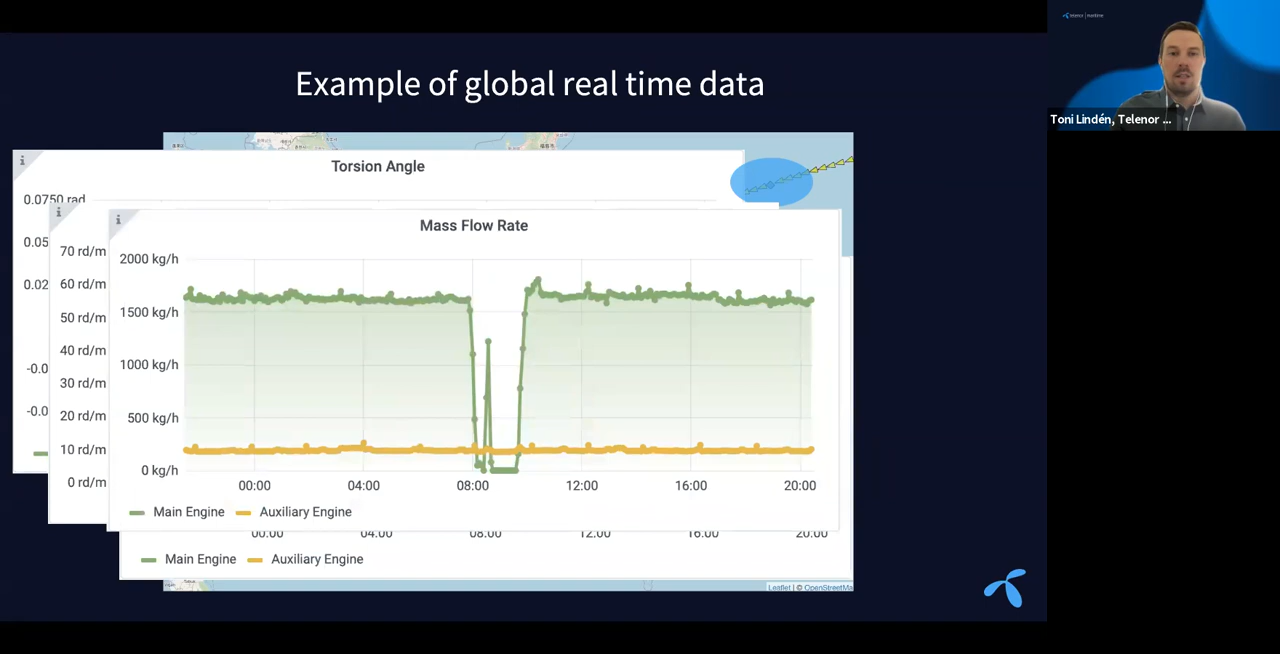 Example of global real time data
telenor maritime
Toni Lindén, Telenor ...
Torsion Angle
0.0750 rad
0.05
0.02
-0.0
-0.0
70 rd/m
60 rd/m
50 rd/m
40 rd/m
30 rd/m
20 rd/m
10 rd/m
0 rd/m
Mass Flow Rate
2000 kg/h
1500 kg/h
1000 kg/h
500 kg/h
0 kg/h
00:00 04:00 08:00 12:00 16:00 20:00
Main Engine Auxiliary Engine
00:00 04:00 08:00 12:00 16:00 20:00
Main Engine Auxiliary Engine
Leaflet | © OpenStreetMa